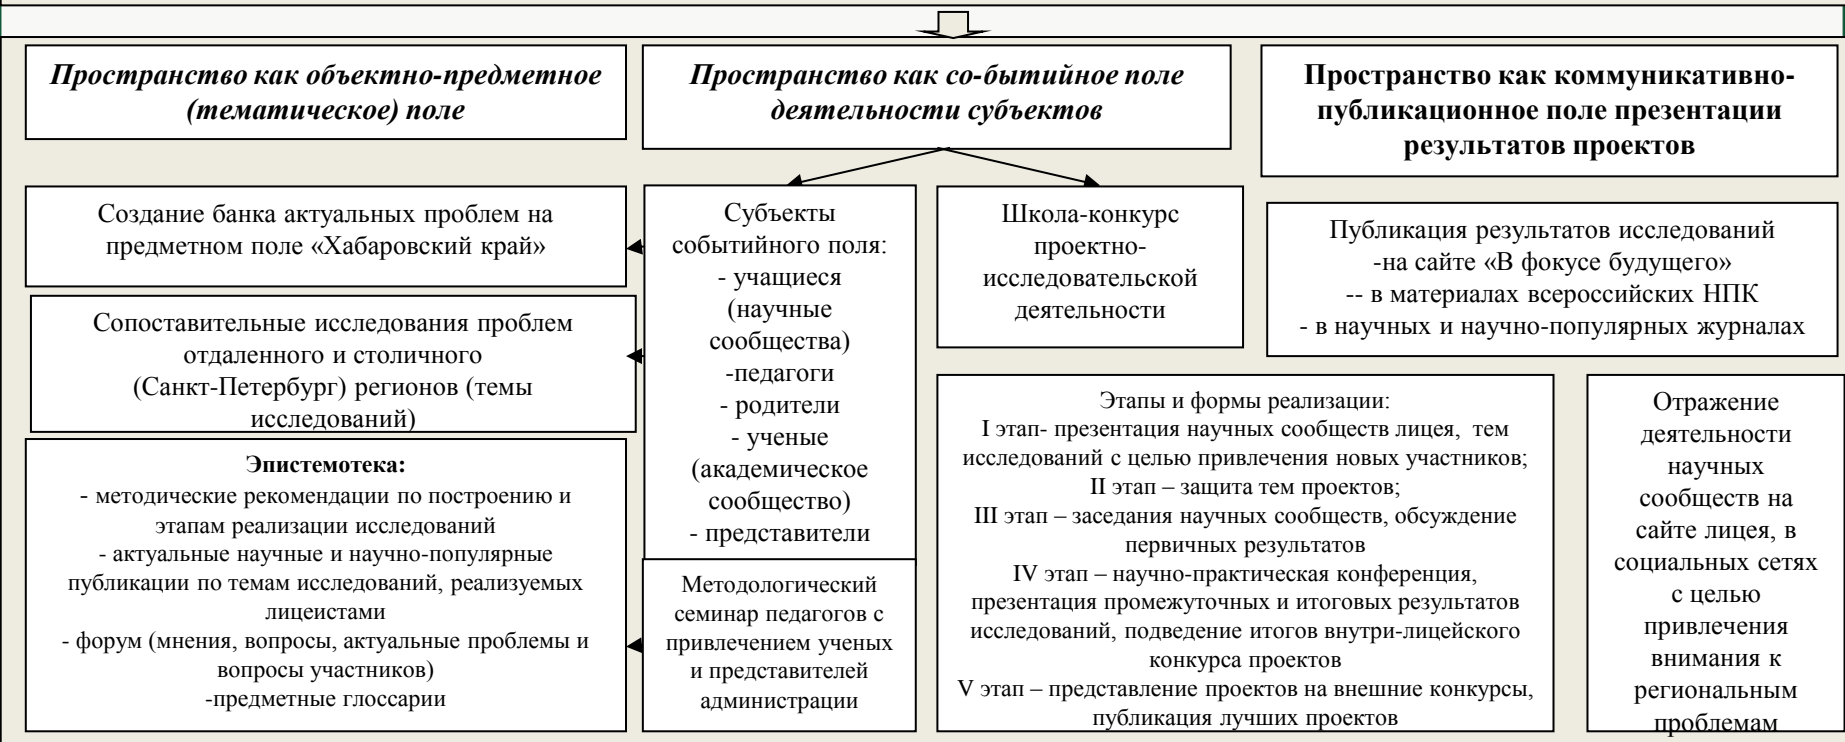 Пространство как объектно-предметное
(тематическое) поле
Пространство как со-бытийное поле
деятельности субъектов
Пространство как коммуникативно-
публикационное поле презентации
результатов проектов
Создание банка актуальных проблем на
предметном поле «Хабаровский край»
Сопоставительные исследования проблем
отдаленного и столичного
(Санкт-Петербург) регионов (темы
исследований)
Эпистемотека:
- методические рекомендации по построению и
этапам реализации исследований
- актуальные научные и научно-популярные
публикации по темам исследований, реализуемых
лицеистами
- форум (мнения, вопросы, актуальные проблемы и
вопросы участников)
-предметные глоссарии
Субъекты
событийного поля:
- учащиеся
(научные
сообщества)
-педагоги
- родители
- ученые
(академическое
сообщество)
- представители
Методологический
семинар педагогов с
привлечением ученых
и представителей
администрации
Школа-конкурс
проектно-
исследовательской
деятельности
Этапы и формы реализации:
I этап- презентация научных сообществ лицея, тем
исследований с целью привлечения новых участников;
II этап – защита тем проектов;
III этап – заседания научных сообществ, обсуждение
первичных результатов
IV этап – научно-практическая конференция,
презентация промежуточных и итоговых результатов
исследований, подведение итогов внутри-лицейского
конкурса проектов
V этап – представление проектов на внешние конкурсы,
публикация лучших проектов
Публикация результатов исследований
-на сайте «В фокусе будущего»
-- в материалах всероссийских НПК
- в научных и научно-популярных журналах
Отражение
деятельности
научных
сообществ на
сайте лицея, в
социальных сетях
с целью
привлечения
внимания к
региональным
проблемам